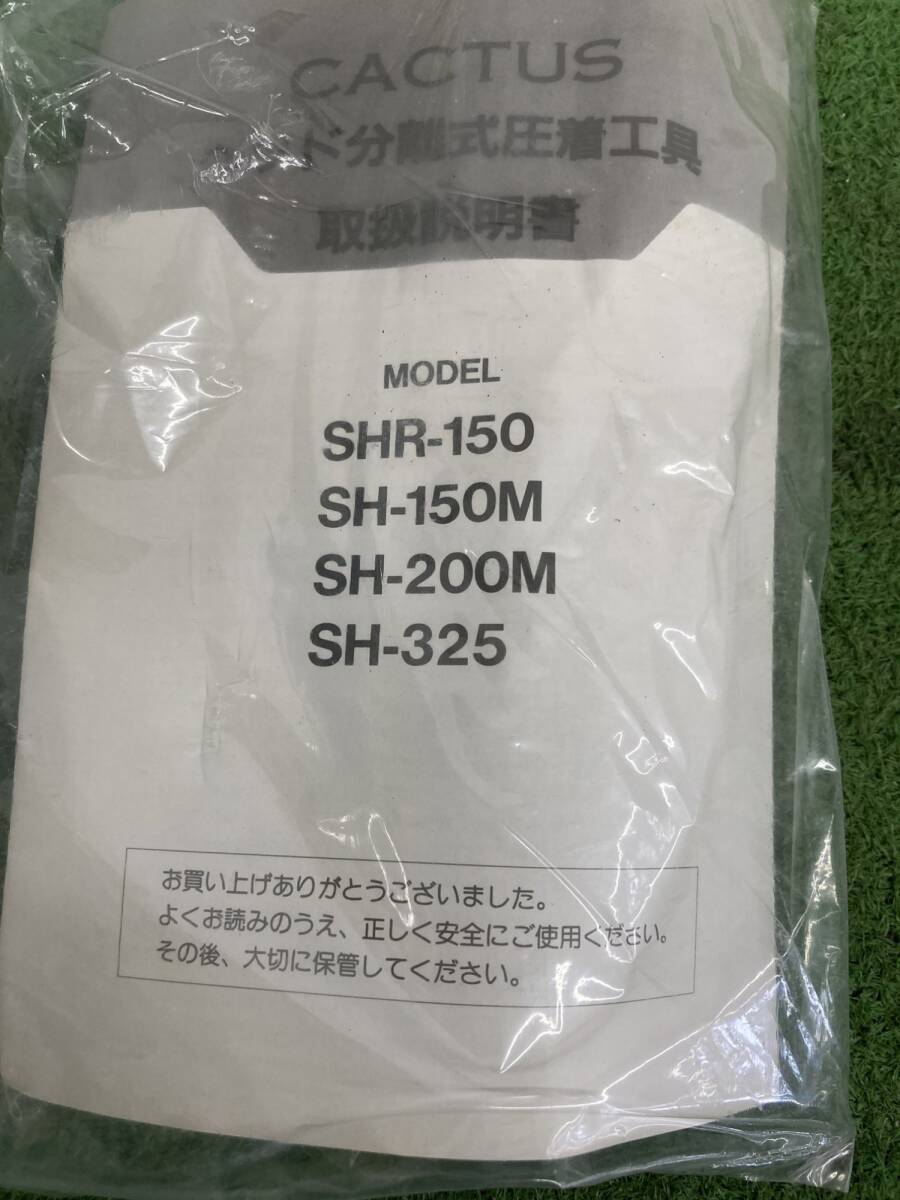 CACTUS
ヘッド分離式圧着工具
取扱説明書
MODEL
SHR-150
SH-150M
SH-200M
SH-325
お買い上げありがとうございました。
よくお読みのうえ、正しく安全にご使用ください。
その後、大切に保管してください。